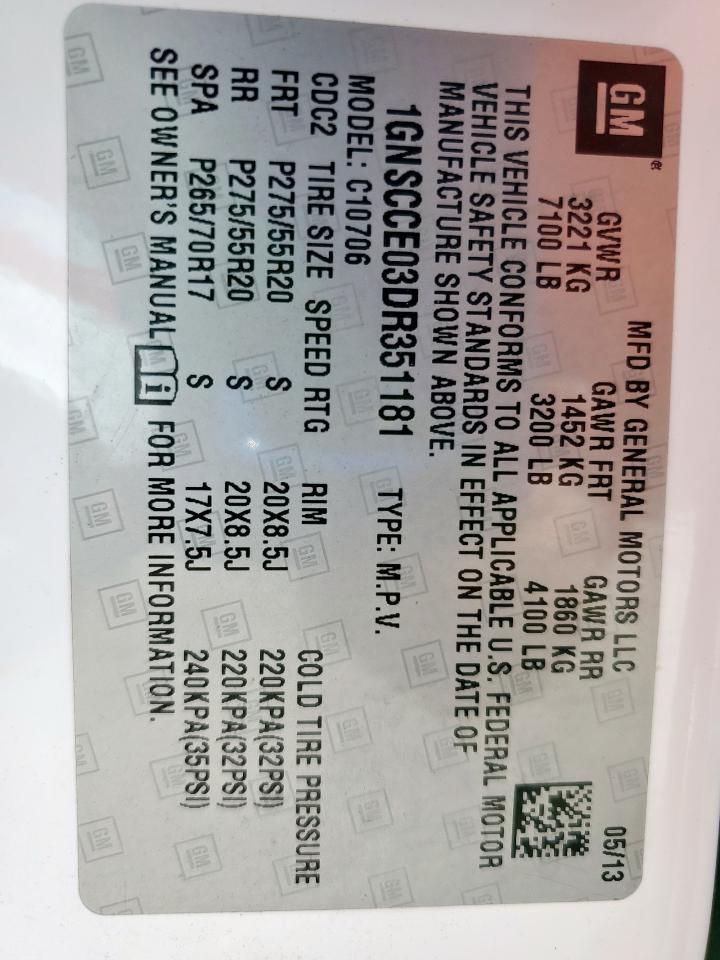 GM
MFD BY GENERAL MOTORS LLC 05/13
GVWR GAWR FRT GAWR RR
3221 KG 1452 KG 1860 KG
7100 LB 3200 LB 4100 LB
THIS VEHICLE CONFORMS TO ALL APPLICABLE U.S. FEDERAL MOTOR
VEHICLE SAFETY STANDARDS IN EFFECT ON THE DATE OF
MANUFACTURE SHOWN ABOVE.
1GNSCCE03DR351181 TYPE: M.P.V.
MODEL: C10706
CDC2 TIRE SIZE SPEED RTG RIM COLD TIRE PRESSURE
FRT P275/55R20 S 20X8.5J 220KPA(32PSI)
RR P275/55R20 S 20X8.5J 220KPA(32PSI)
SPA P265/70R17 S 17X7.5J 240KPA(35PSI)
SEE OWNER'S MANUAL i FOR MORE INFORMATION.